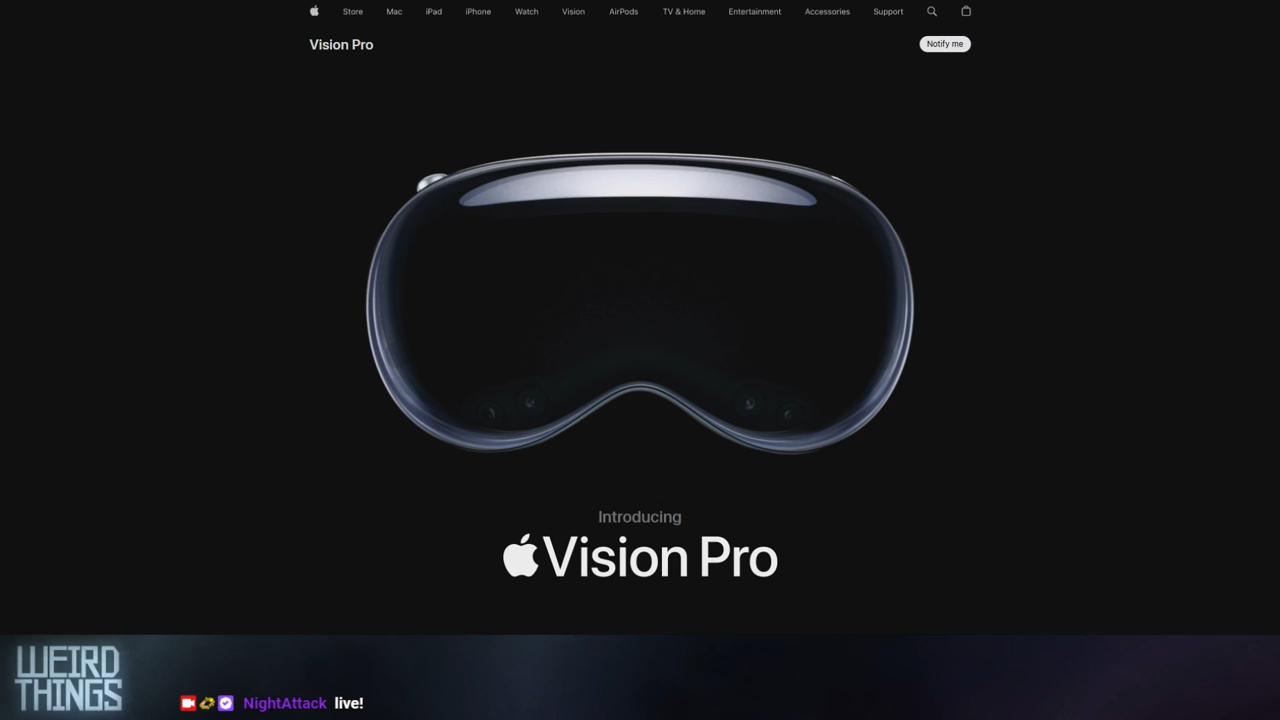 Store Mac iPad iPhone Watch Vision AirPods TV & Home Entertainment Accessories Support
Vision Pro Notify me
Introducing
Vision Pro
WEIRD
THINGS
NightAttack live!